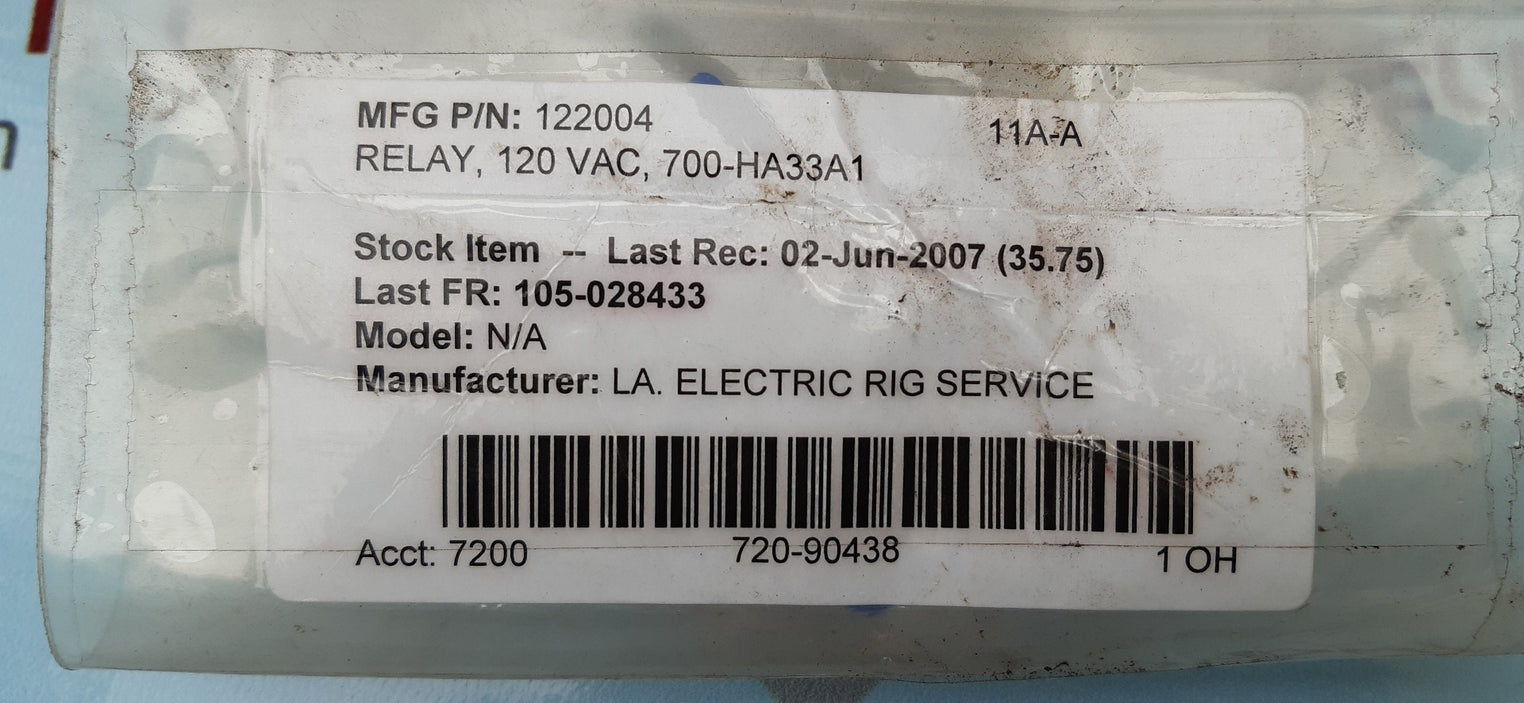 MFG P/N: 122004
11A-A
RELAY, 120 VAC, 700-HA33A1
Stock Item -- Last Rec: 02-Jun-2007 (35.75)
Last FR: 105-028433
Model: N/A
Manufacturer: LA. ELECTRIC RIG SERVICE
Acct: 7200 720-90438 1 OH